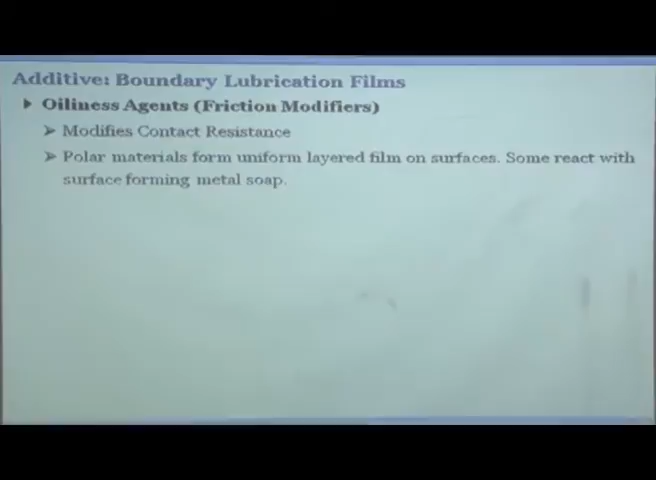 Additive: Boundary Lubrication Films
Oiliness Agents (Friction Modifiers)
Modifies Contact Resistance
Polar materials form uniform layered film on surfaces. Some react with
surface forming metal soap.